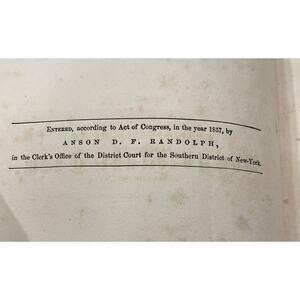 Entered, according to Act of Congress, in the year 1857, by
ANSON D. F. RANDOLPH,
in the Clerk's Office of the District Court for the Southern District of New-York.